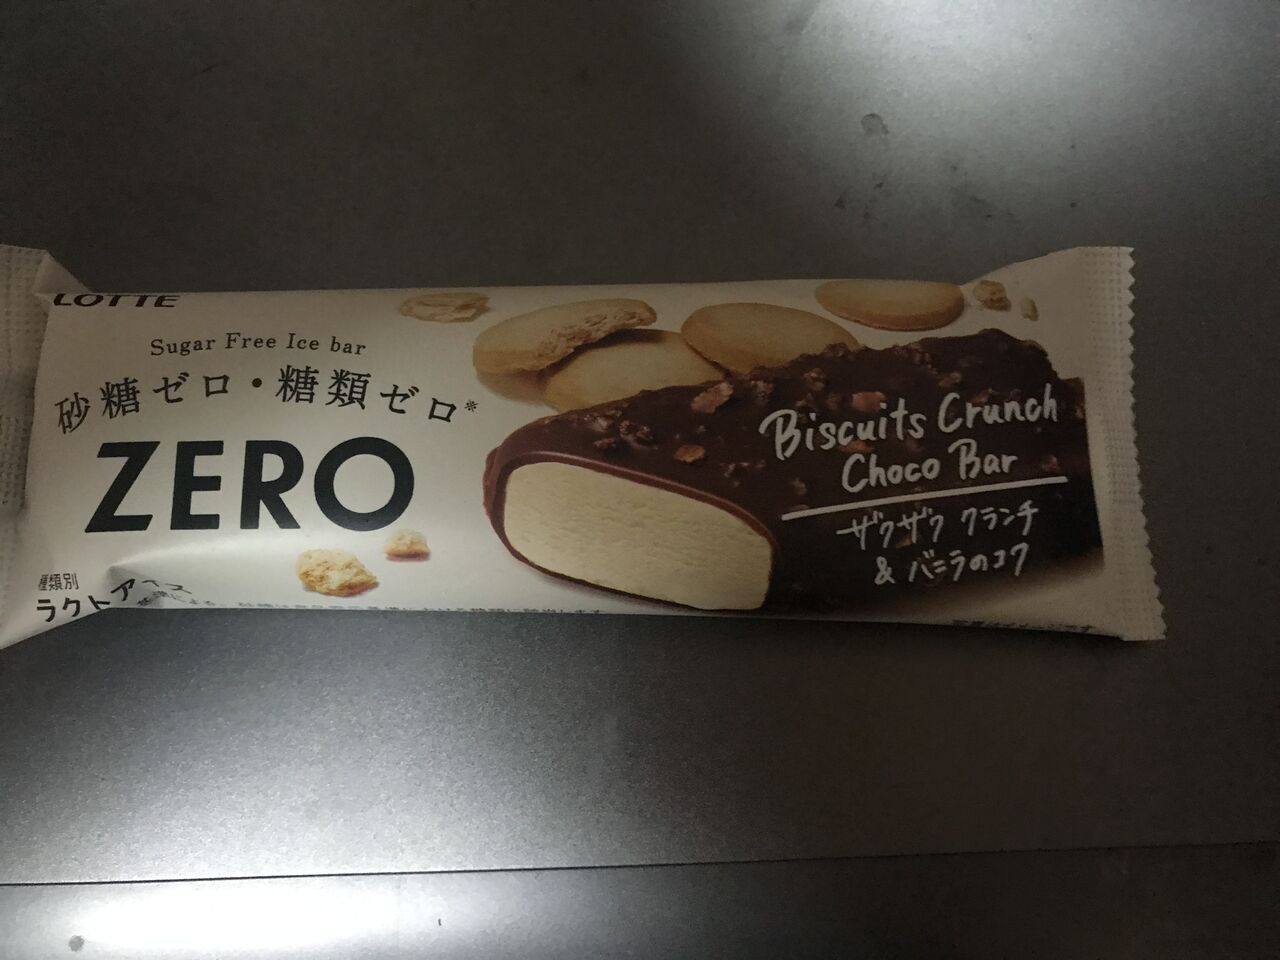 LOTTE
Sugar Free Ice bar
砂糖ゼロ・糖類ゼロ※
ZERO
種類別
ラクトアイス
Biscuits Crunch
Choco Bar
ザクザク クランチ
& バニラのコク